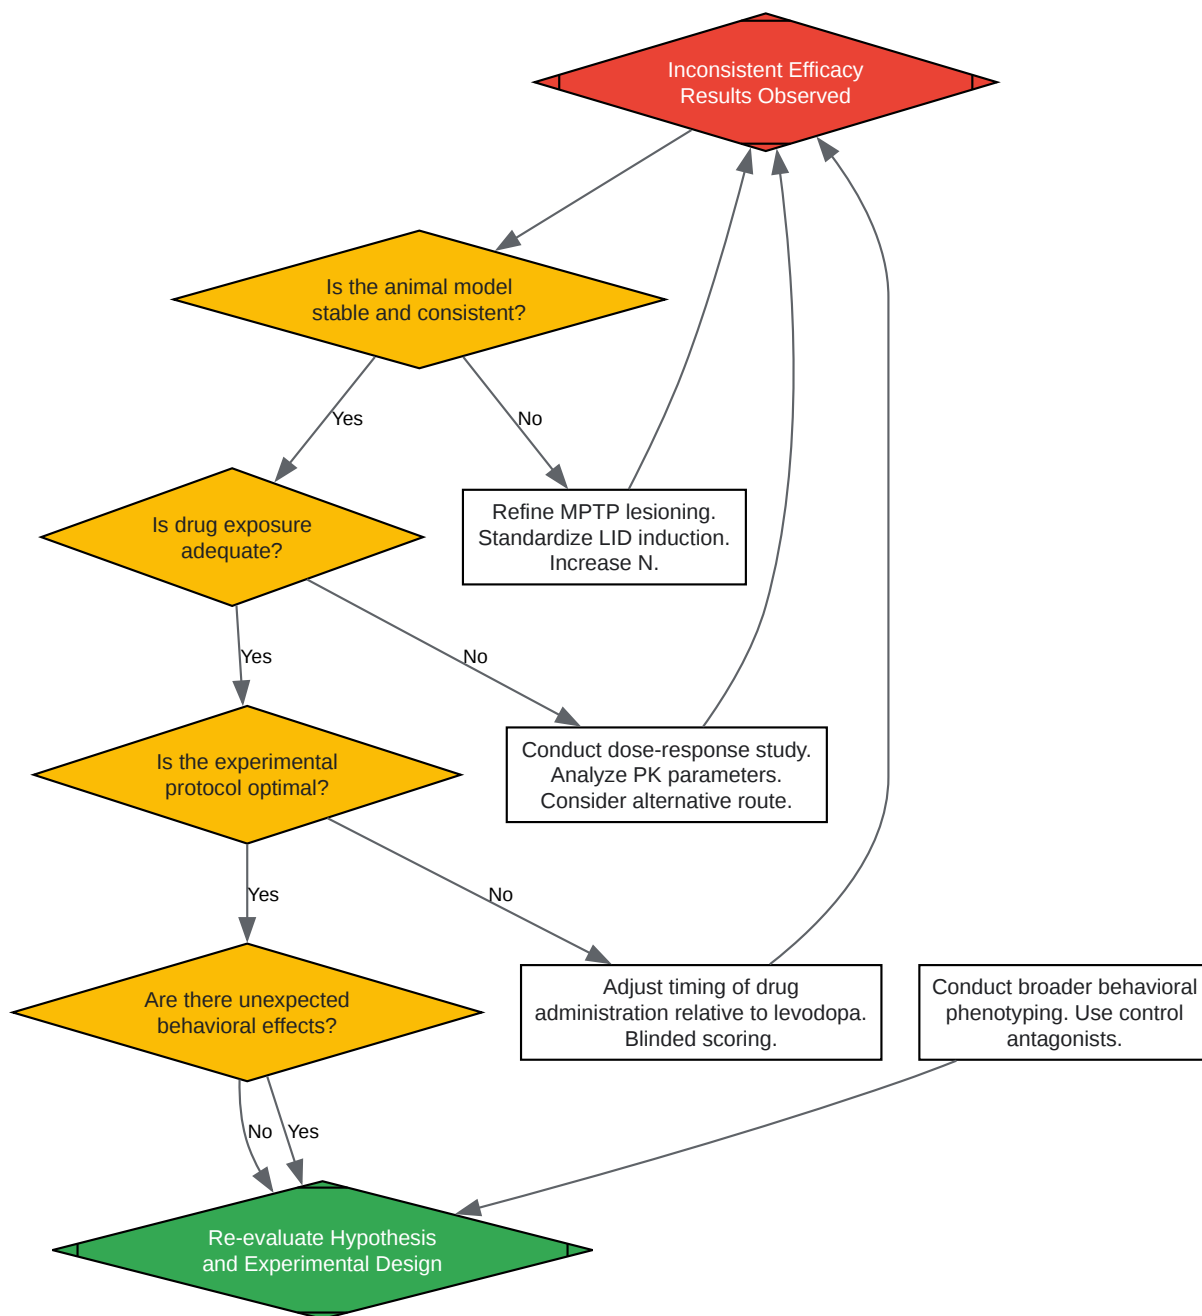 Inconsistent Efficacy
Results Observed
Is the animal model
stable and consistent?
Yes
No
Is drug exposure
adequate?
Refine MPTP lesioning.
Standardize LID induction.
Increase N.
Yes
No
Is the experimental
protocol optimal?
Conduct dose-response study.
Analyze PK parameters.
Consider alternative route.
Yes
No
Are there unexpected
behavioral effects?
Adjust timing of drug
administration relative to levodopa.
Blinded scoring.
Conduct broader behavioral
phenotyping. Use control
antagonists.
No
Yes
Re-evaluate Hypothesis
and Experimental Design